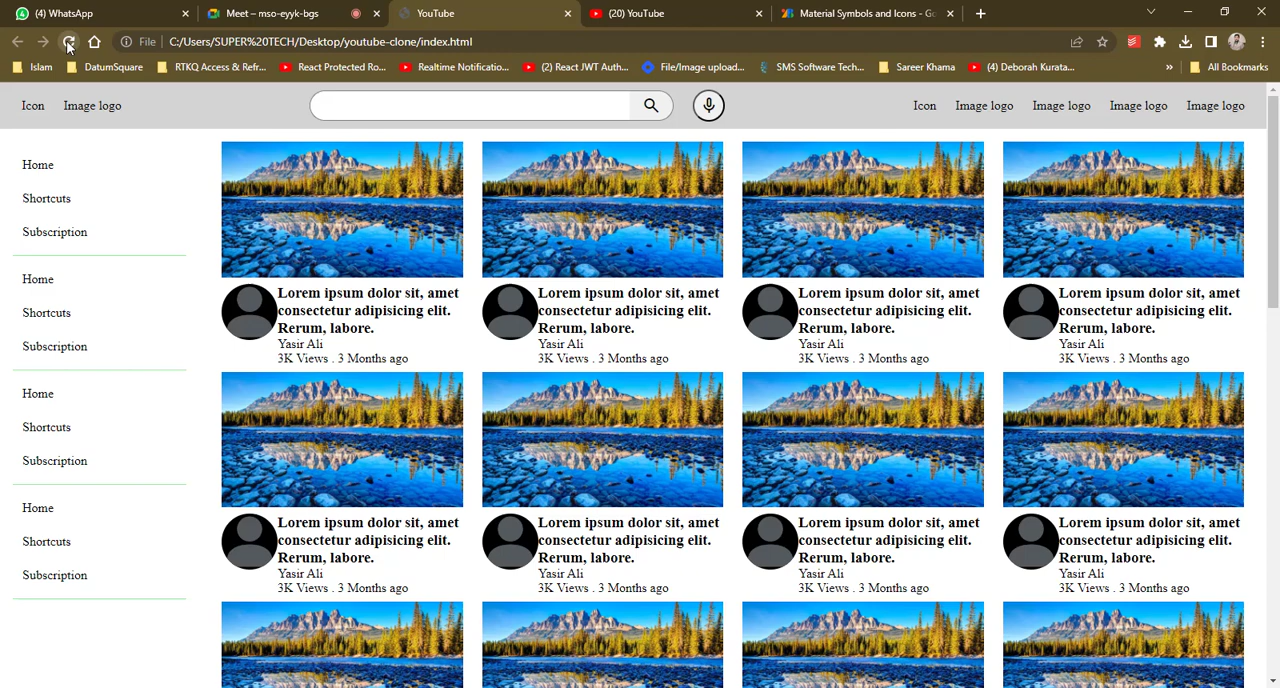 (4) WhatsApp
Meet – mso-eyyk-bgs
YouTube
(20) YouTube
Material Symbols and Icons - Go
File
C:/Users/SUPER%20TECH/Desktop/youtube-clone/index.html
Islam
DatumSquare
RTKQ Access & Refr...
React Protected Ro...
Realtime Notificatio...
(2) React JWT Auth...
File/Image upload...
SMS Software Tech...
Sareer Khama
(4) Deborah Kurata...
»
All Bookmarks
Icon
Image logo
Icon
Image logo
Image logo
Image logo
Image logo
Home
Shortcuts
Subscription
Home
Shortcuts
Subscription
Home
Shortcuts
Subscription
Home
Shortcuts
Subscription
Lorem ipsum dolor sit, amet
consectetur adipisicing elit.
Rerum, labore.
Yasir Ali
3K Views . 3 Months ago
Lorem ipsum dolor sit, amet
consectetur adipisicing elit.
Rerum, labore.
Yasir Ali
3K Views . 3 Months ago
Lorem ipsum dolor sit, amet
consectetur adipisicing elit.
Rerum, labore.
Yasir Ali
3K Views . 3 Months ago
Lorem ipsum dolor sit, amet
consectetur adipisicing elit.
Rerum, labore.
Yasir Ali
3K Views . 3 Months ago
Lorem ipsum dolor sit, amet
consectetur adipisicing elit.
Rerum, labore.
Yasir Ali
3K Views . 3 Months ago
Lorem ipsum dolor sit, amet
consectetur adipisicing elit.
Rerum, labore.
Yasir Ali
3K Views . 3 Months ago
Lorem ipsum dolor sit, amet
consectetur adipisicing elit.
Rerum, labore.
Yasir Ali
3K Views . 3 Months ago
Lorem ipsum dolor sit, amet
consectetur adipisicing elit.
Rerum, labore.
Yasir Ali
3K Views . 3 Months ago